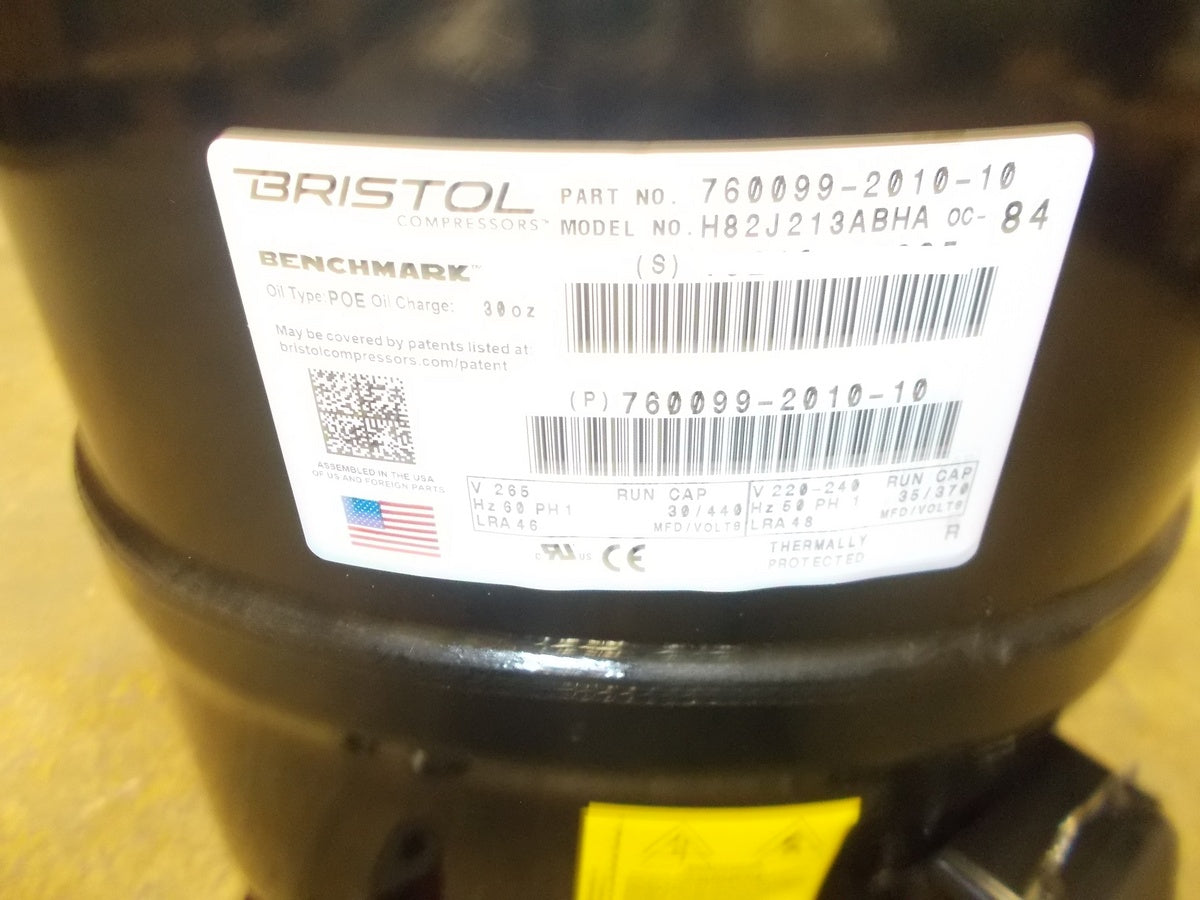 BRISTOL
COMPRESSORS™
PART NO. 760099-2010-10
MODEL NO. H82J213ABHA OC-84
BENCHMARK™
Oil Type: POE Oil Charge: 30oz
May be covered by patents listed at
bristolcompressors.com/patent
(S)
(P) 760099-2010-10
ASSEMBLED IN THE USA
OF US AND FOREIGN PARTS
V 265
Hz 60 PH 1
LRA 46
RUN CAP
30/440
MFD/VOLTS
V 220-240
Hz 50 PH 1
LRA 48
RUN CAP
35/370
MFD/VOLTS
C RU US CE
THERMALLY
PROTECTED
R